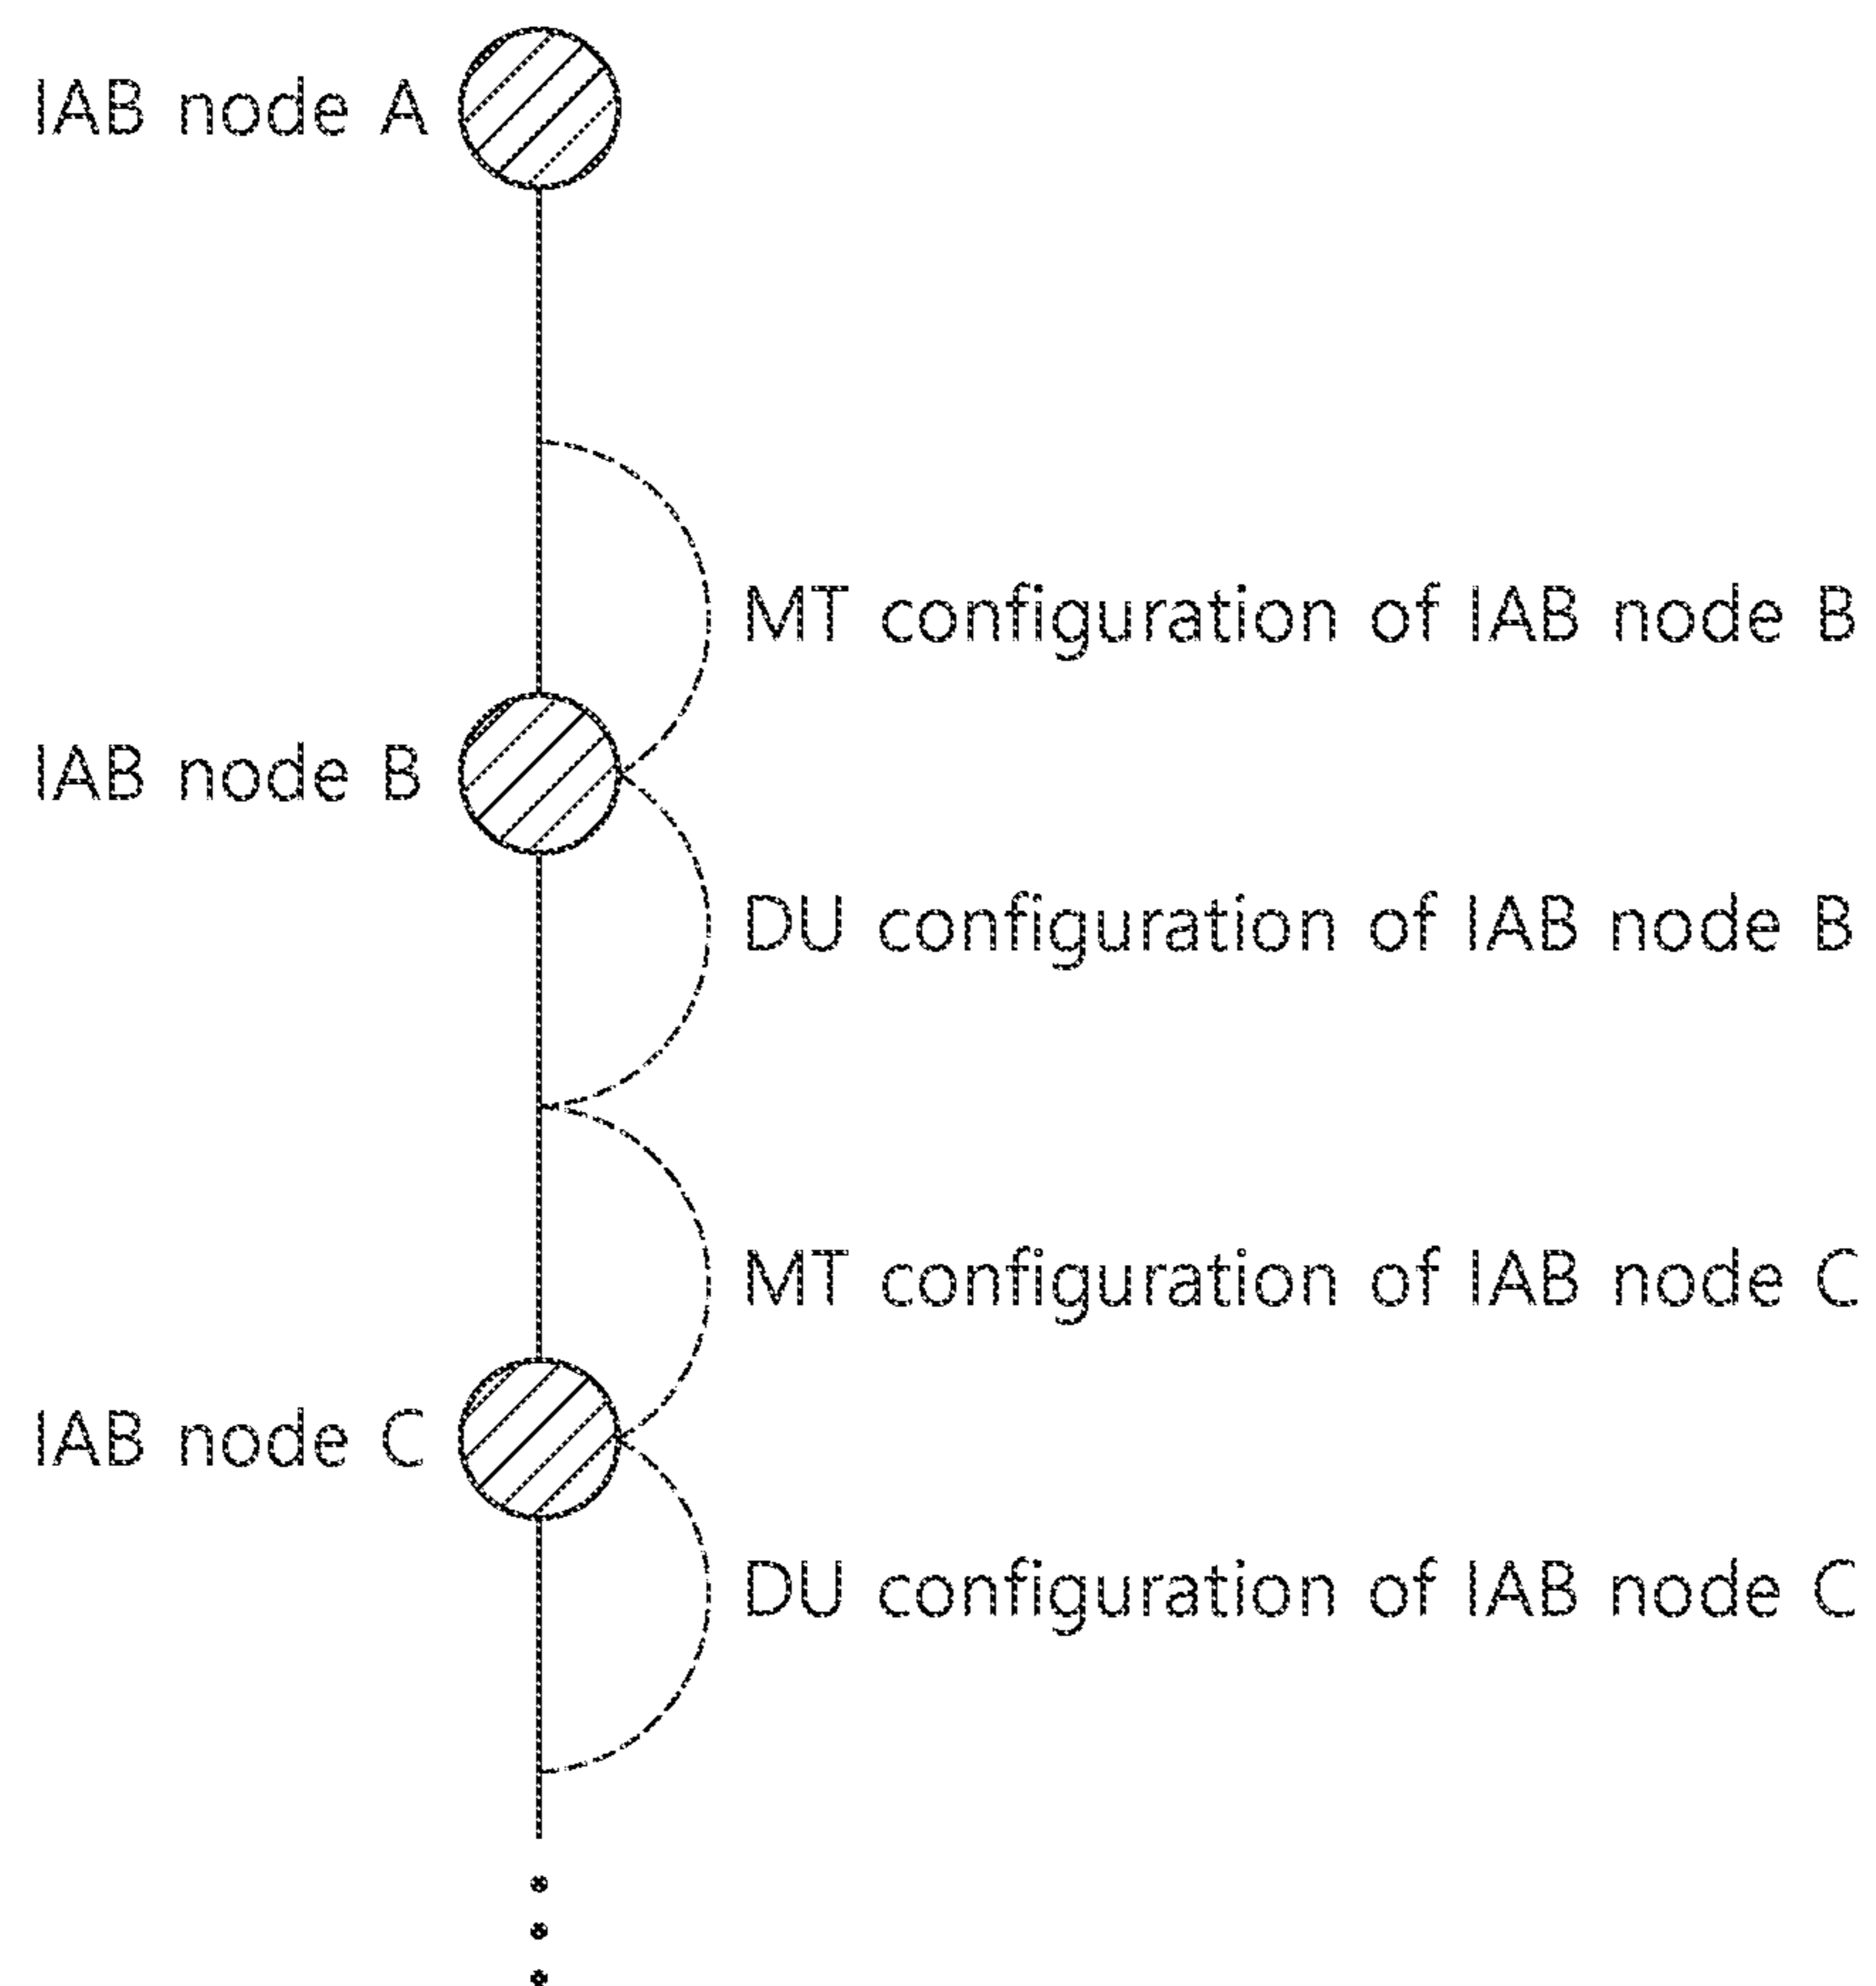 IAB node A
MT configuration of IAB node B
IAB node B
DU configuration of IAB node B
MT configuration of IAB node C
IAB node C
DU configuration of IAB node C